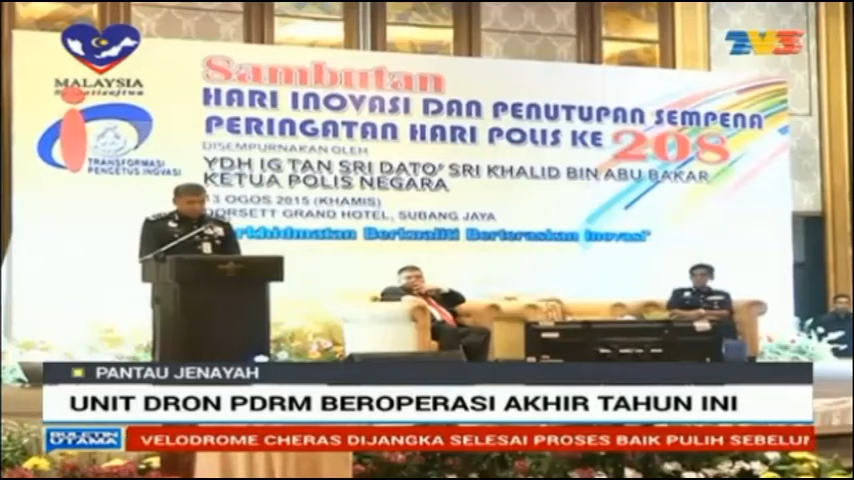 MALAYSIA
TV3
Sambutan
HARI INOVASI DAN PENUTUPAN SEMPENA
PERINGATAN HARI POLIS KE 208
TRANSFORMASI
PENCETUS INOVASI
DISEMPURNAKAN OLEH
YDH IG TAN SRI DATO' SRI KHALID BIN ABU BAKAR
KETUA POLIS NEGARA
13 OGOS 2015 (KHAMIS)
DORSETT GRAND HOTEL, SUBANG JAYA
Berkualiti Berteraskan Inovasi"
PANTAU JENAYAH
UNIT DRON PDRM BEROPERASI AKHIR TAHUN INI
BULETIN
UTAMA
VELODROME CHERAS DIJANGKA SELESAI PROSES BAIK PULIH SEBELUM